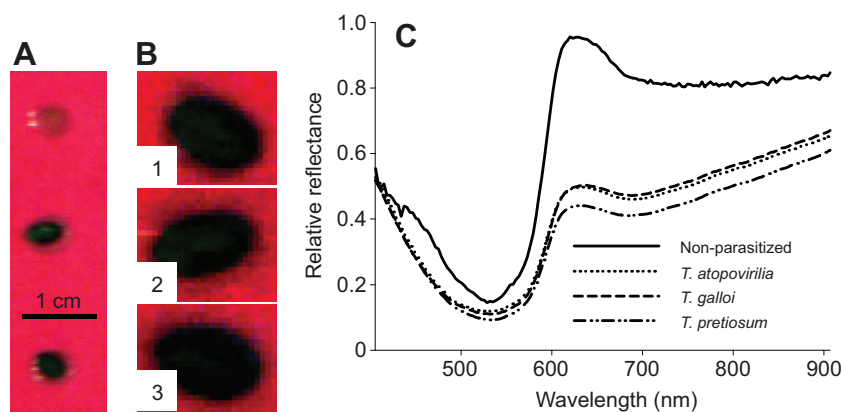 A
1 cm
B
1
2
3
C
Relative reflectance
1.0
0.8
0.6
0.4
0.2
0.0
500
600
700
800
900
Wavelength (nm)
Non-parasitized
T. atopovirilia
T. galloi
T. pretiosum